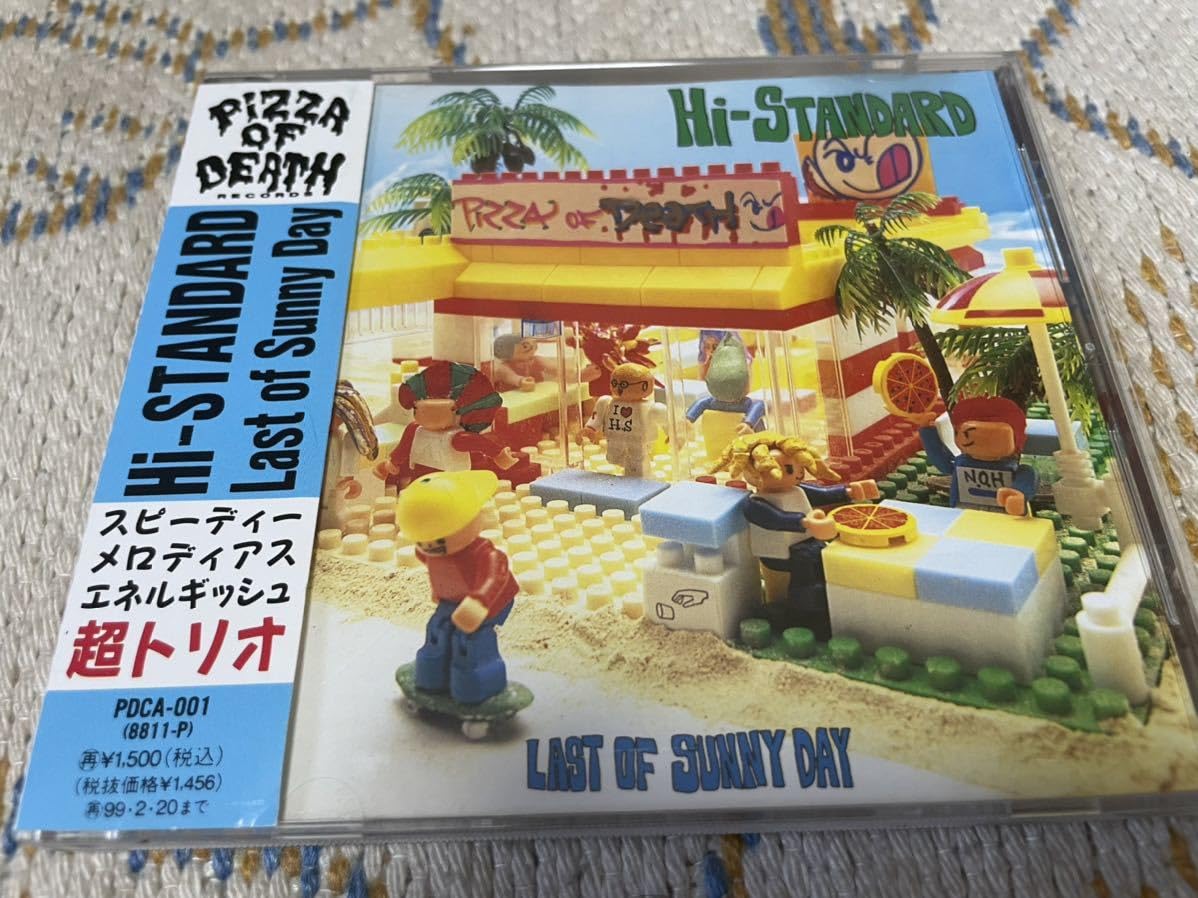 PIZZA
OF
DEATH
RECORDS
Hi-STANDARD
Last of Sunny Day
スピーディー
メロディアス
エネルギッシュ
超トリオ
PDCA-001
(8811-P)
再¥1,500(税込)
(税抜価格¥1,456)
再99・2・20まで
Hi-STANDARD
PIZZA OF DEATH
I ♥
H.S
NOH
LAST OF SUNNY DAY